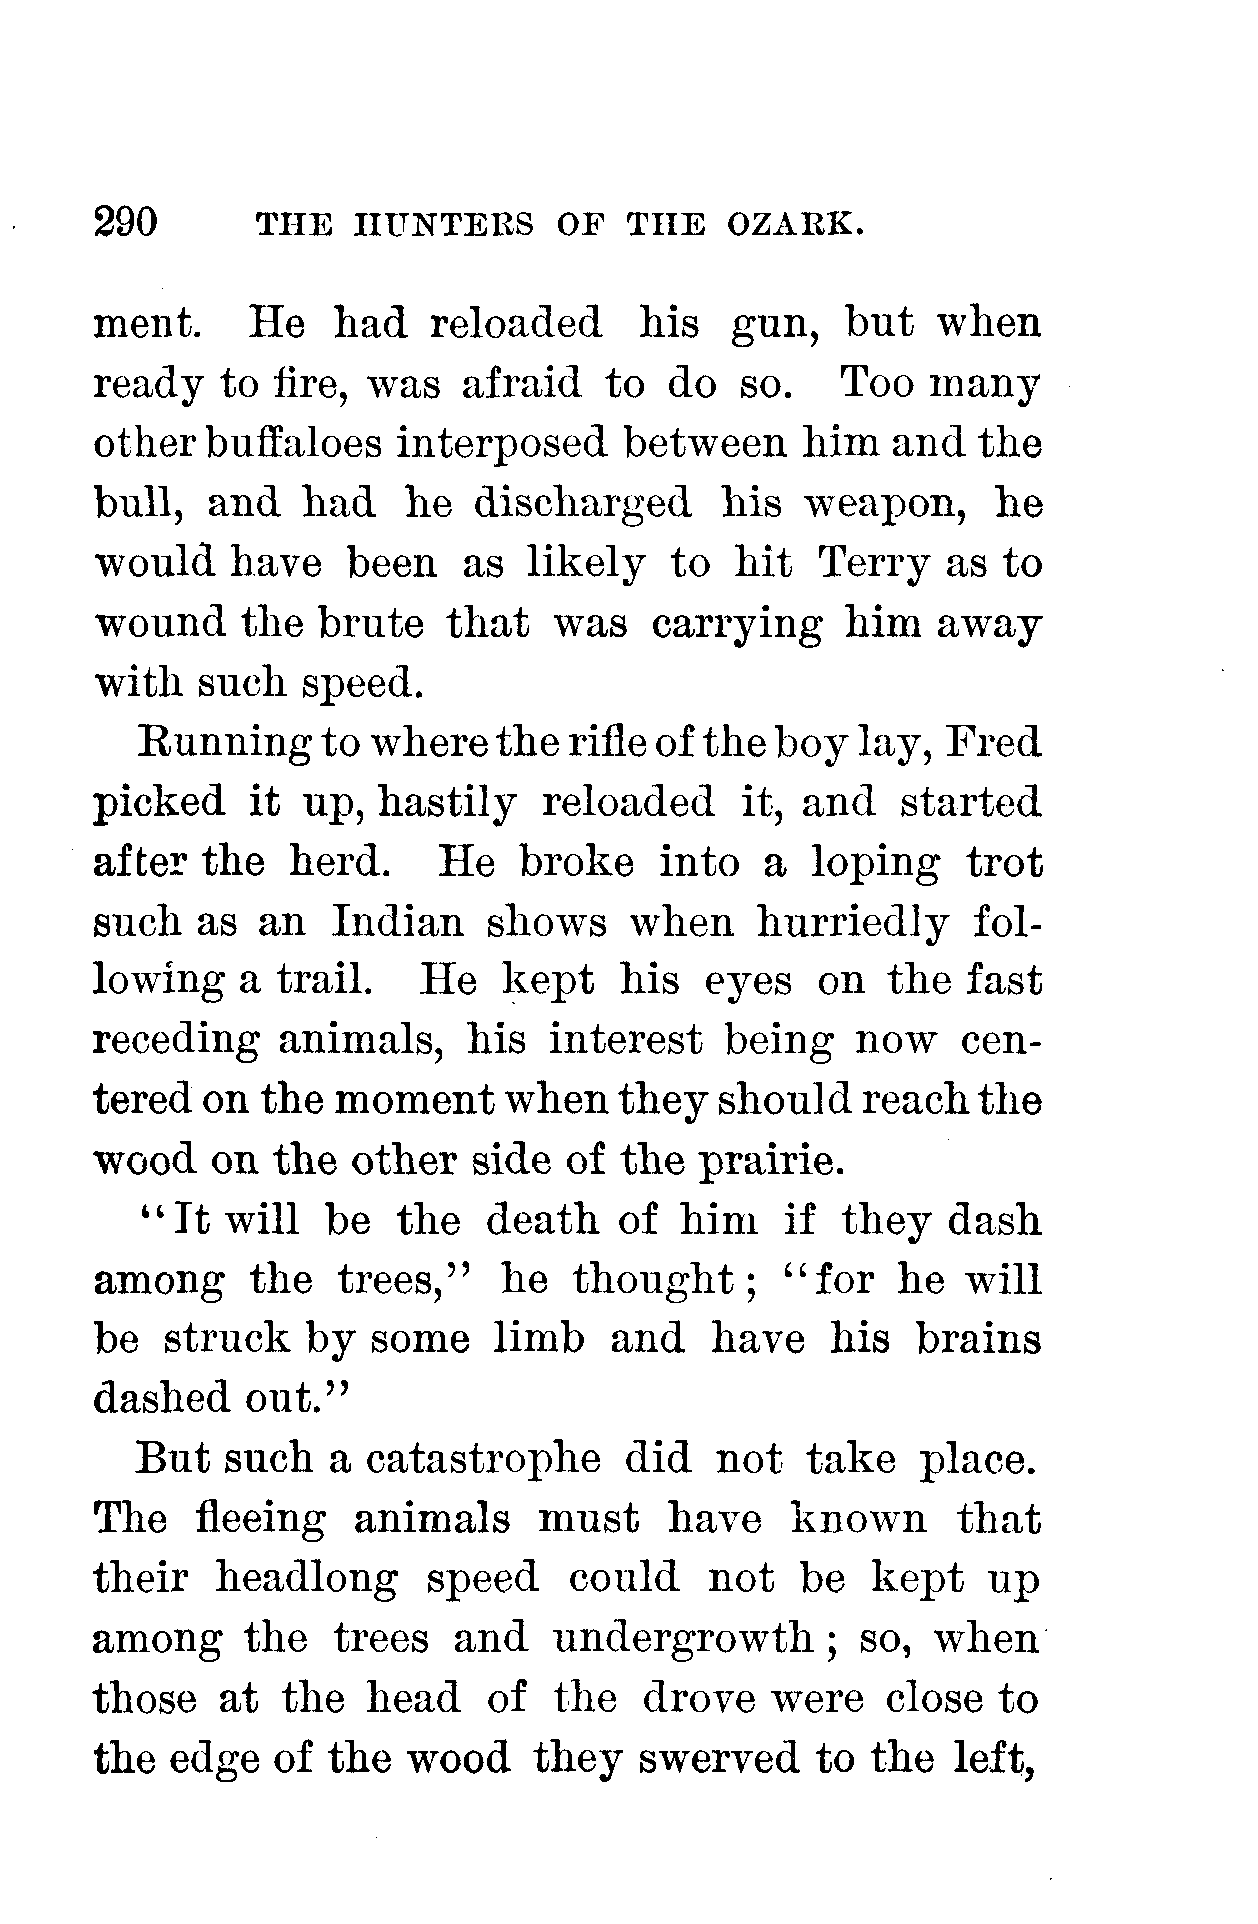 290 THE HUNTERS OF THE OZARK.
ment. He had reloaded his gun, but when
ready to fire, was afraid to do so. Too many
other buffaloes interposed between him and the
bull, and had he discharged his weapon, he
would have been as likely to hit Terry as to
wound the brute that was carrying him away
with such speed.
Running to where the rifle of the boy lay, Fred
picked it up, hastily reloaded it, and started
after the herd. He broke into a loping trot
such as an Indian shows when hurriedly fol-
lowing a trail. He kept his eyes on the fast
receding animals, his interest being now cen-
tered on the moment when they should reach the
wood on the other side of the prairie.
"It will be the death of him if they dash
among the trees," he thought; "for he will
be struck by some limb and have his brains
dashed out."
But such a catastrophe did not take place.
The fleeing animals must have known that
their headlong speed could not be kept up
among the trees and undergrowth; so, when
those at the head of the drove were close to
the edge of the wood they swerved to the left,